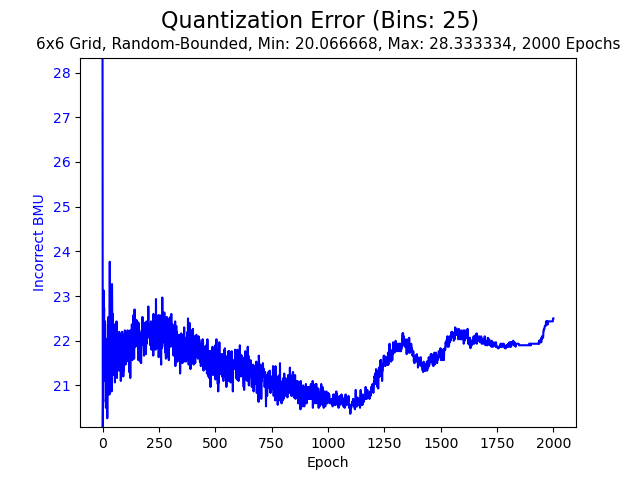 Quantization Error (Bins: 25)
6x6 Grid, Random-Bounded, Min: 20.066668, Max: 28.333334, 2000 Epochs
28
27
26
25
24
23
22
21
Incorrect BMU
0 250 500 750 1000 1250 1500 1750 2000
Epoch